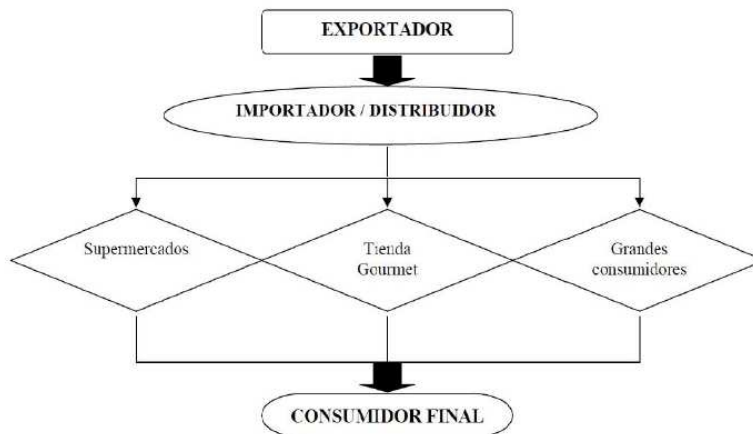 EXPORTADOR
IMPORTADOR / DISTRIBUIDOR
Supermercados
Tienda
Gourmet
Grandes
consumidores
CONSUMIDOR FINAL